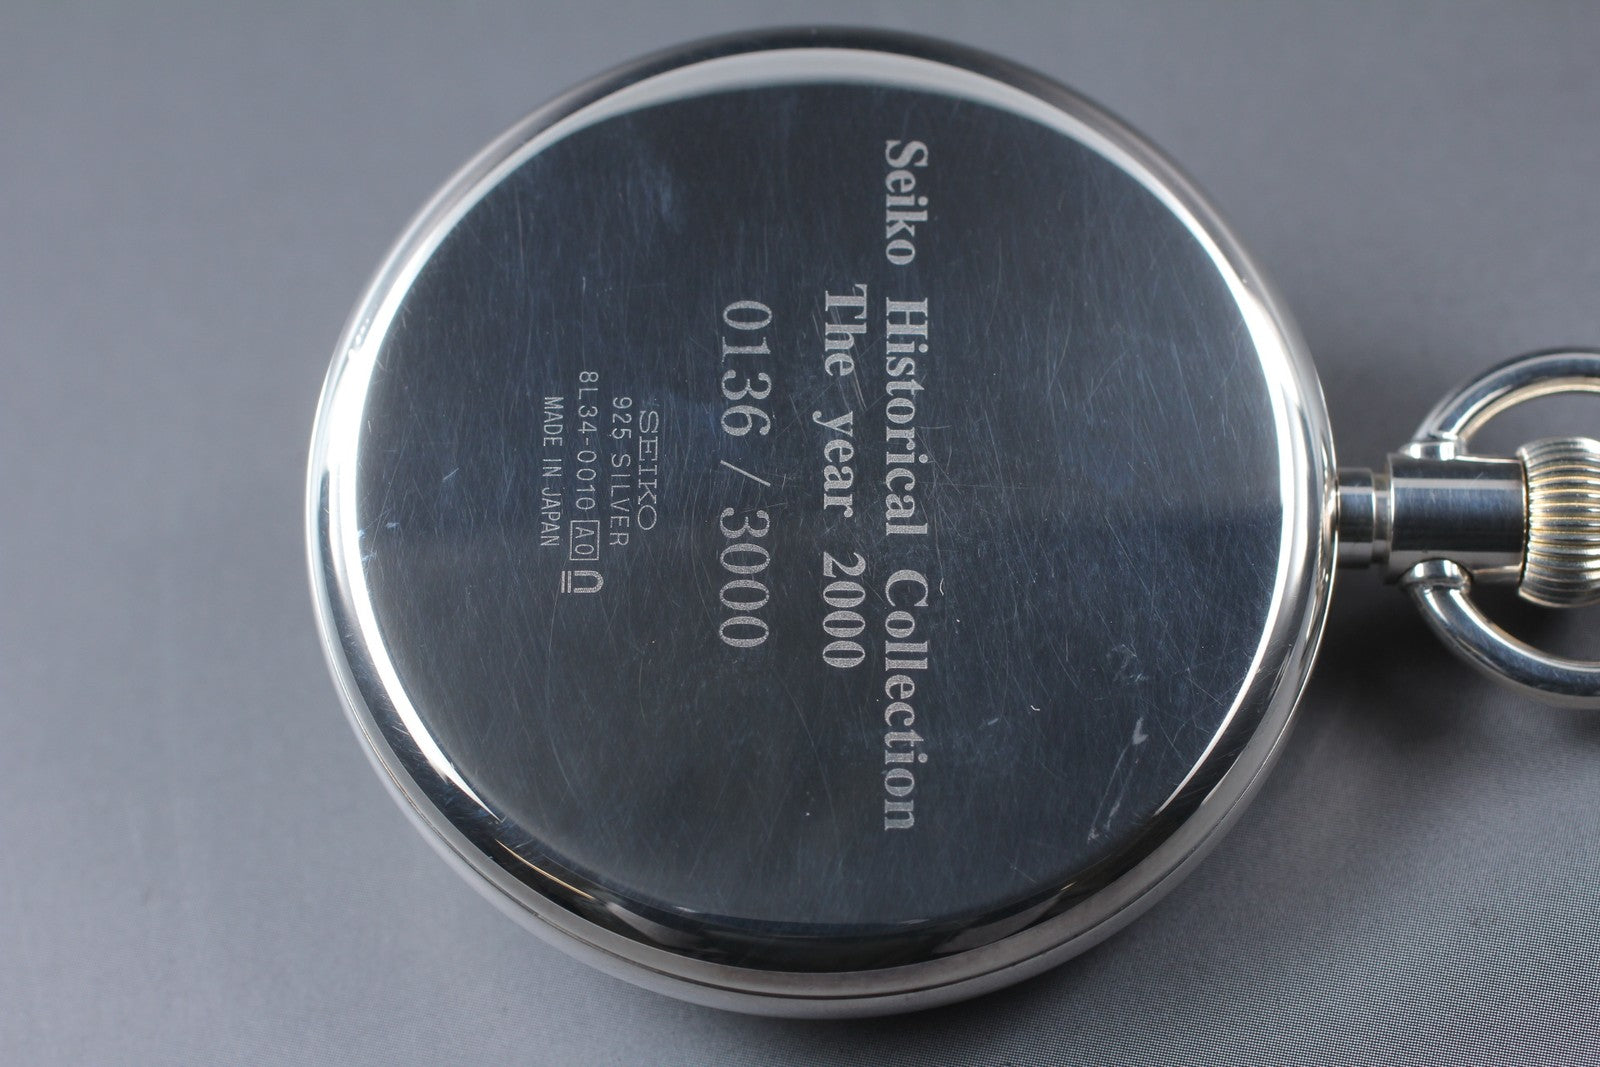 Seiko Historical Collection
The year 2000
0136 / 3000
SEIKO
925 SILVER
8L34-0010 A0
MADE IN JAPAN